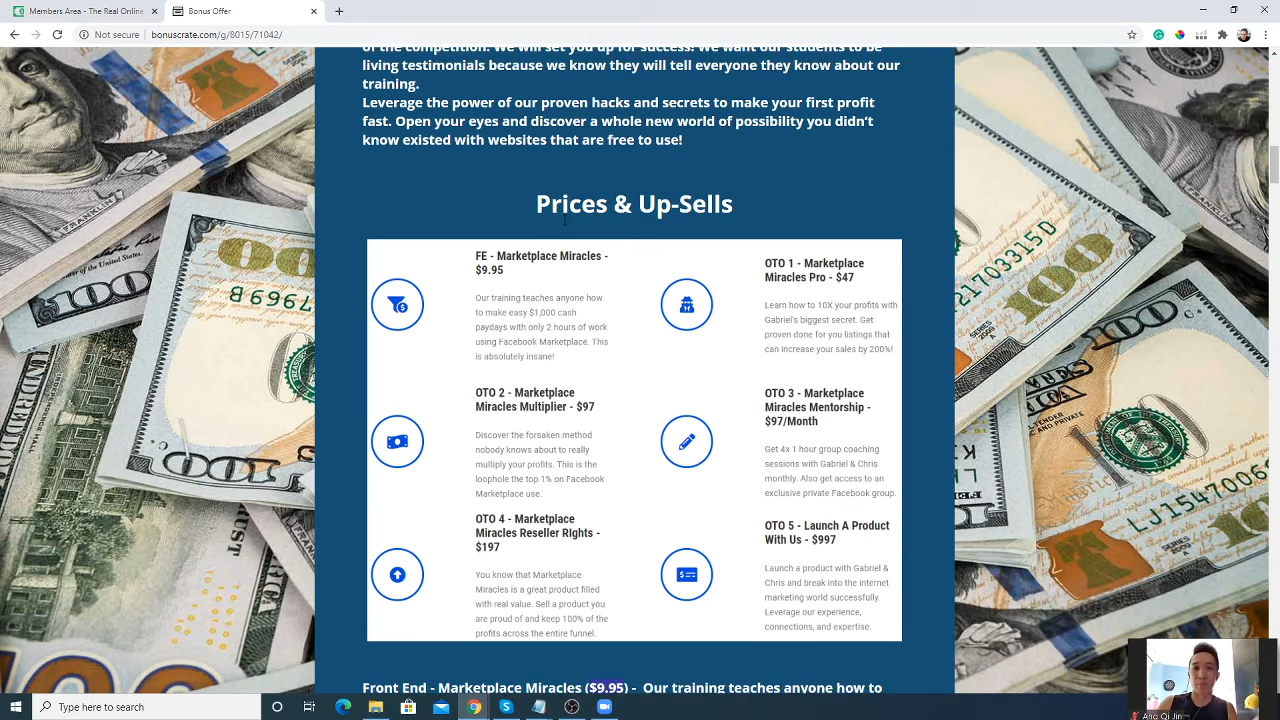 Members Area
Bonus Offer
Not secure
bonuscrate.com/g/8015/71042/
of the competition. We will set you up for success! We want our students to be
living testimonials because we know they will tell everyone they know about our
training.
Leverage the power of our proven hacks and secrets to make your first profit
fast. Open your eyes and discover a whole new world of possibility you didn't
know existed with websites that are free to use!
Prices & Up-Sells
FE - Marketplace Miracles -
$9.95
Our training teaches anyone how
to make easy $1,000 cash
paydays with only 2 hours of work
using Facebook Marketplace. This
is absolutely insane!
OTO 1 - Marketplace
Miracles Pro - $47
Learn how to 10X your profits with
Gabriel's biggest secret. Get
proven done for you listings that
can increase your sales by 200%!
OTO 2 - Marketplace
Miracles Multiplier - $97
Discover the forsaken method
nobody knows about to really
multiply your profits. This is the
loophole the top 1% on Facebook
Marketplace use.
OTO 3 - Marketplace
Miracles Mentorship -
$97/Month
Get 4x 1 hour group coaching
sessions with Gabriel & Chris
monthly. Also get access to an
exclusive private Facebook group.
OTO 4 - Marketplace
Miracles Reseller Rights -
$197
You know that Marketplace
Miracles is a great product filled
with real value. Sell a product you
are proud of and keep 100% of the
profits across the entire funnel.
OTO 5 - Launch A Product
With Us - $997
Launch a product with Gabriel &
Chris and break into the internet
marketing world successfully.
Leverage our experience,
connections, and expertise.
Front End - Marketplace Miracles ($9.95) - Our training teaches anyone how to
Type here to search
Ang Qi Jin